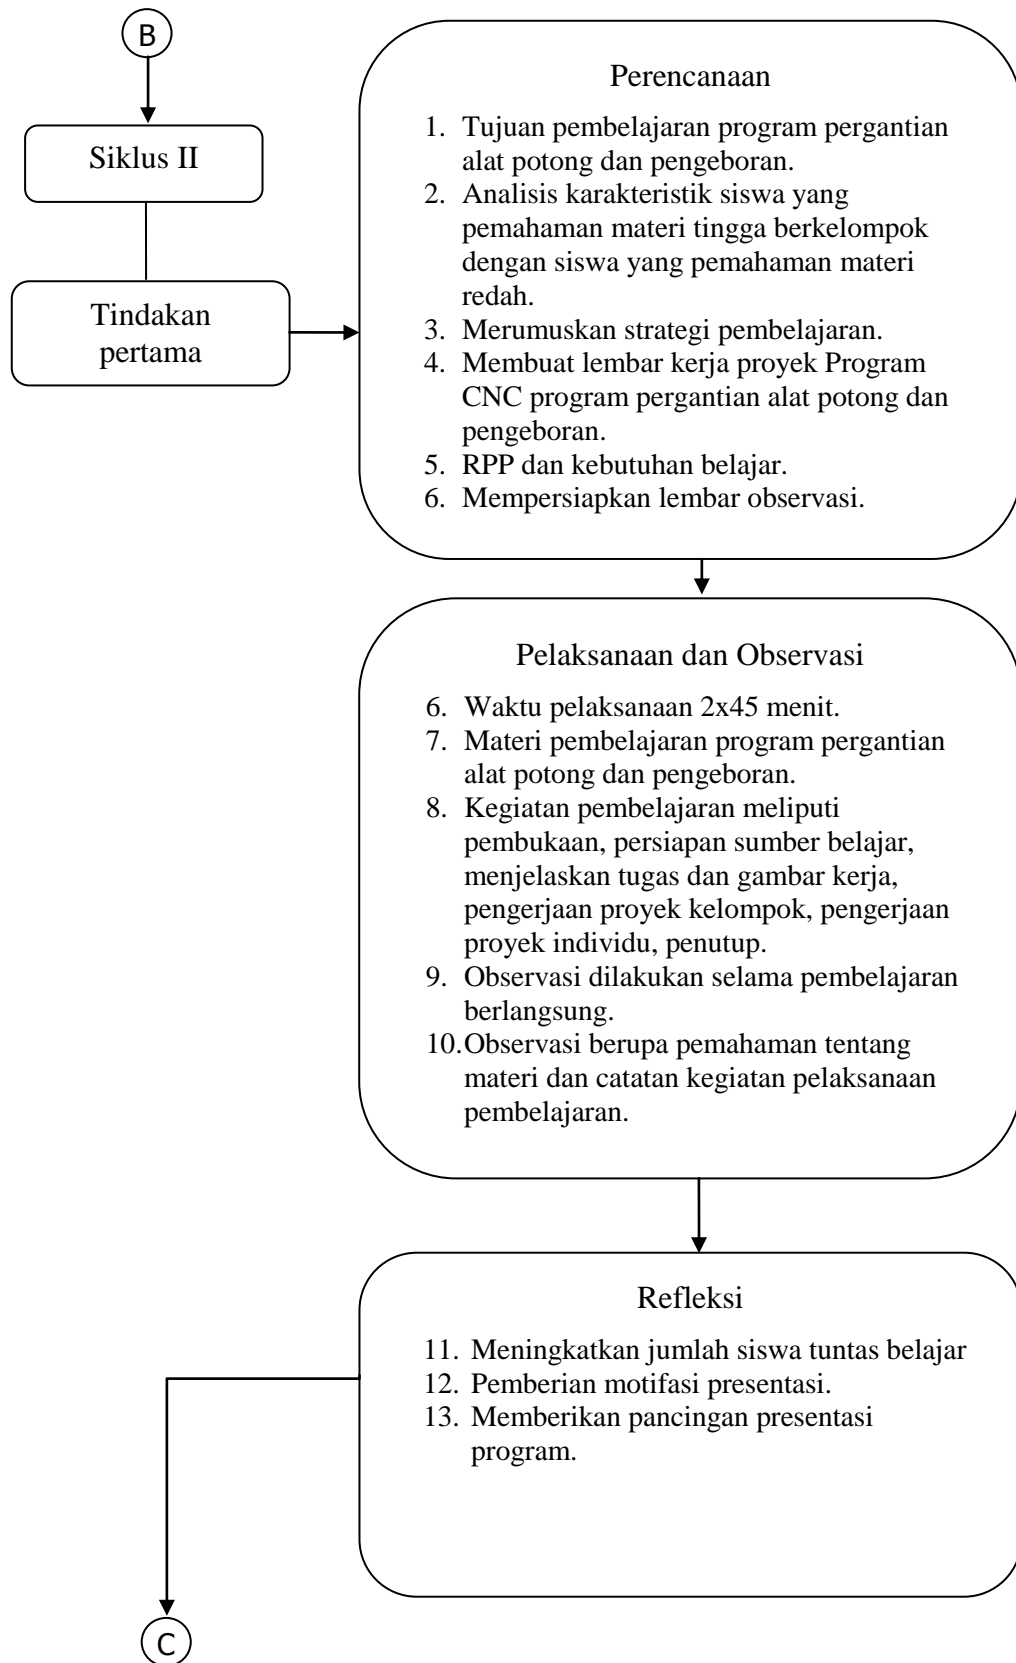 B
Siklus II
Tindakan
pertama
Perencanaan
1. Tujuan pembelajaran program pergantian
alat potong dan pengeboran.
2. Analisis karakteristik siswa yang
pemahaman materi tingga berkelompok
dengan siswa yang pemahaman materi
redah.
3. Merumuskan strategi pembelajaran.
4. Membuat lembar kerja proyek Program
CNC program pergantian alat potong dan
pengeboran.
5. RPP dan kebutuhan belajar.
6. Mempersiapkan lembar observasi.
Pelaksanaan dan Observasi
6. Waktu pelaksanaan 2x45 menit.
7. Materi pembelajaran program pergantian
alat potong dan pengeboran.
8. Kegiatan pembelajaran meliputi
pembukaan, persiapan sumber belajar,
menjelaskan tugas dan gambar kerja,
pengerjaan proyek kelompok, pengerjaan
proyek individu, penutup.
9. Observasi dilakukan selama pembelajaran
berlangsung.
10. Observasi berupa pemahaman tentang
materi dan catatan kegiatan pelaksanaan
pembelajaran.
Refleksi
11. Meningkatkan jumlah siswa tuntas belajar
12. Pemberian motifasi presentasi.
13. Memberikan pancingan presentasi
program.
C